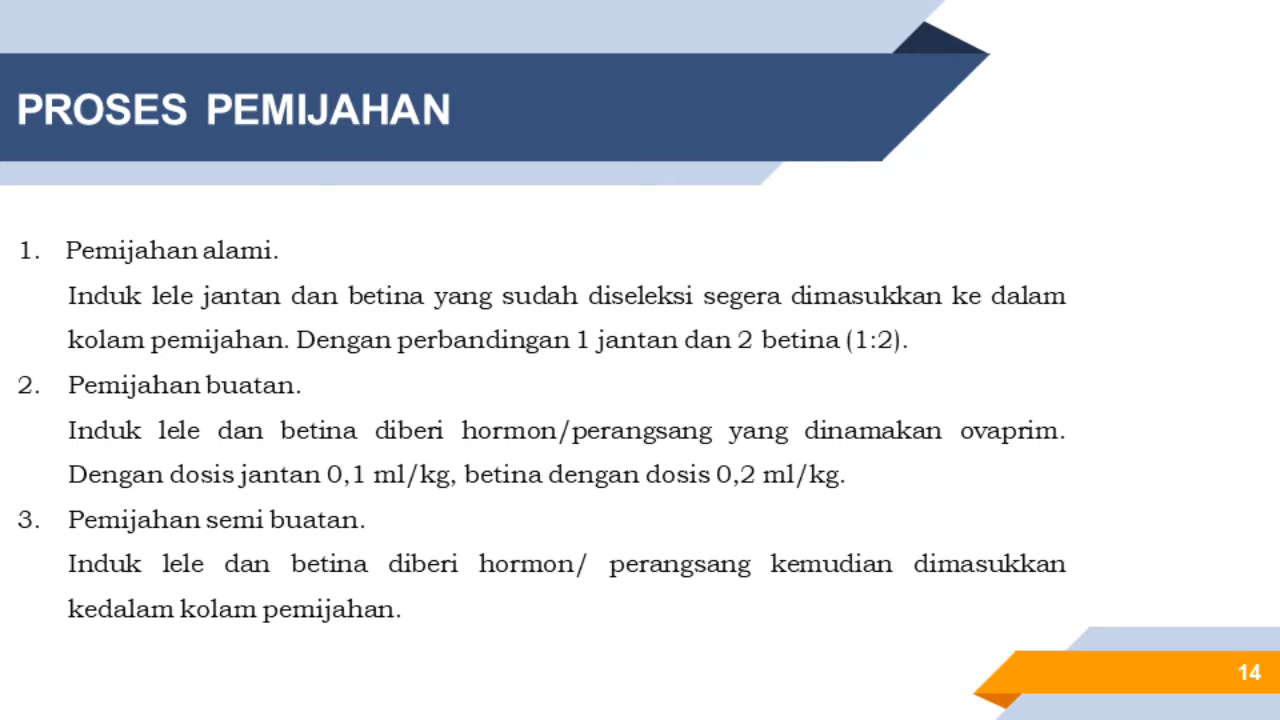 PROSES PEMIJAHAN
1. Pemijahan alami.
Induk lele jantan dan betina yang sudah diseleksi segera dimasukkan ke dalam
kolam pemijahan. Dengan perbandingan 1 jantan dan 2 betina (1:2).
2. Pemijahan buatan.
Induk lele dan betina diberi hormon/perangsang yang dinamakan ovaprim.
Dengan dosis jantan 0,1 ml/kg, betina dengan dosis 0,2 ml/kg.
3. Pemijahan semi buatan.
Induk lele dan betina diberi hormon/ perangsang kemudian dimasukkan
kedalam kolam pemijahan.
14